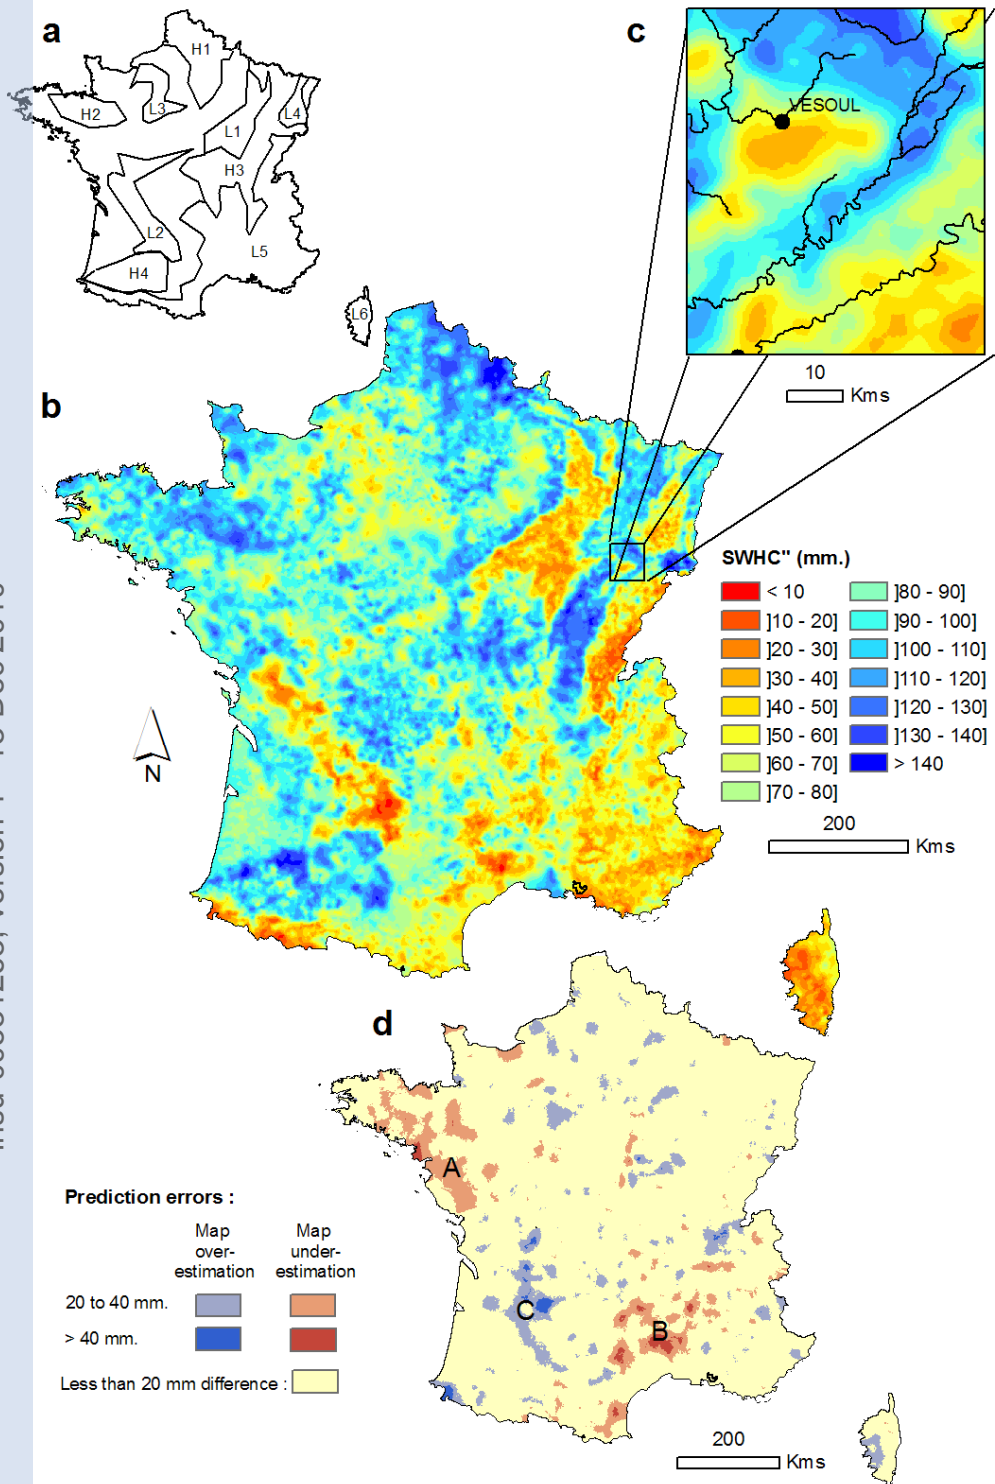 a
H1
H2
L3
L4
L1
H3
L2
L5
H4
L6
c
VESOUL
10
Kms
b
N
SWHC" (mm.)
< 10
]10 - 20]
]20 - 30]
]30 - 40]
]40 - 50]
]50 - 60]
]60 - 70]
]70 - 80]
]80 - 90]
]90 - 100]
]100 - 110]
]110 - 120]
]120 - 130]
]130 - 140]
> 140
200
Kms
d
A
C
B
Prediction errors :
Map
over-
estimation
Map
under-
estimation
20 to 40 mm.
> 40 mm.
Less than 20 mm difference :
200
Kms